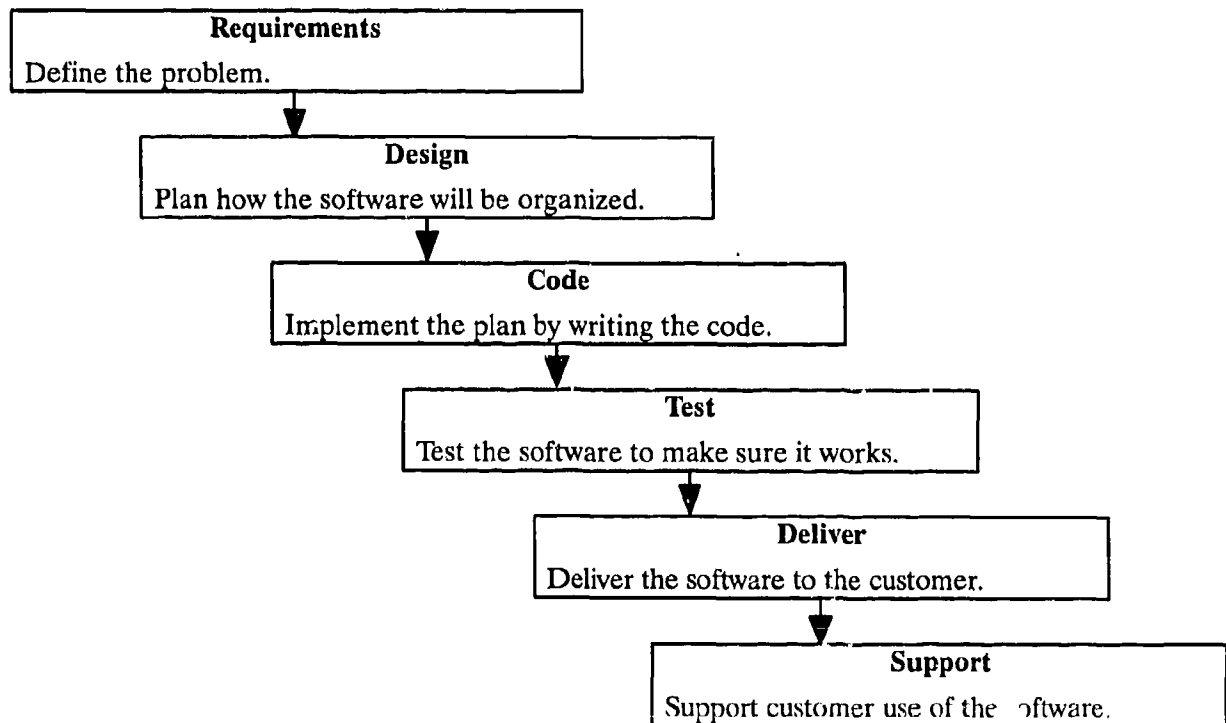 Requirements
Define the problem.
Design
Plan how the software will be organized.
Code
Implement the plan by writing the code.
Test
Test the software to make sure it works.
Deliver
Deliver the software to the customer.
Support
Support customer use of the software.